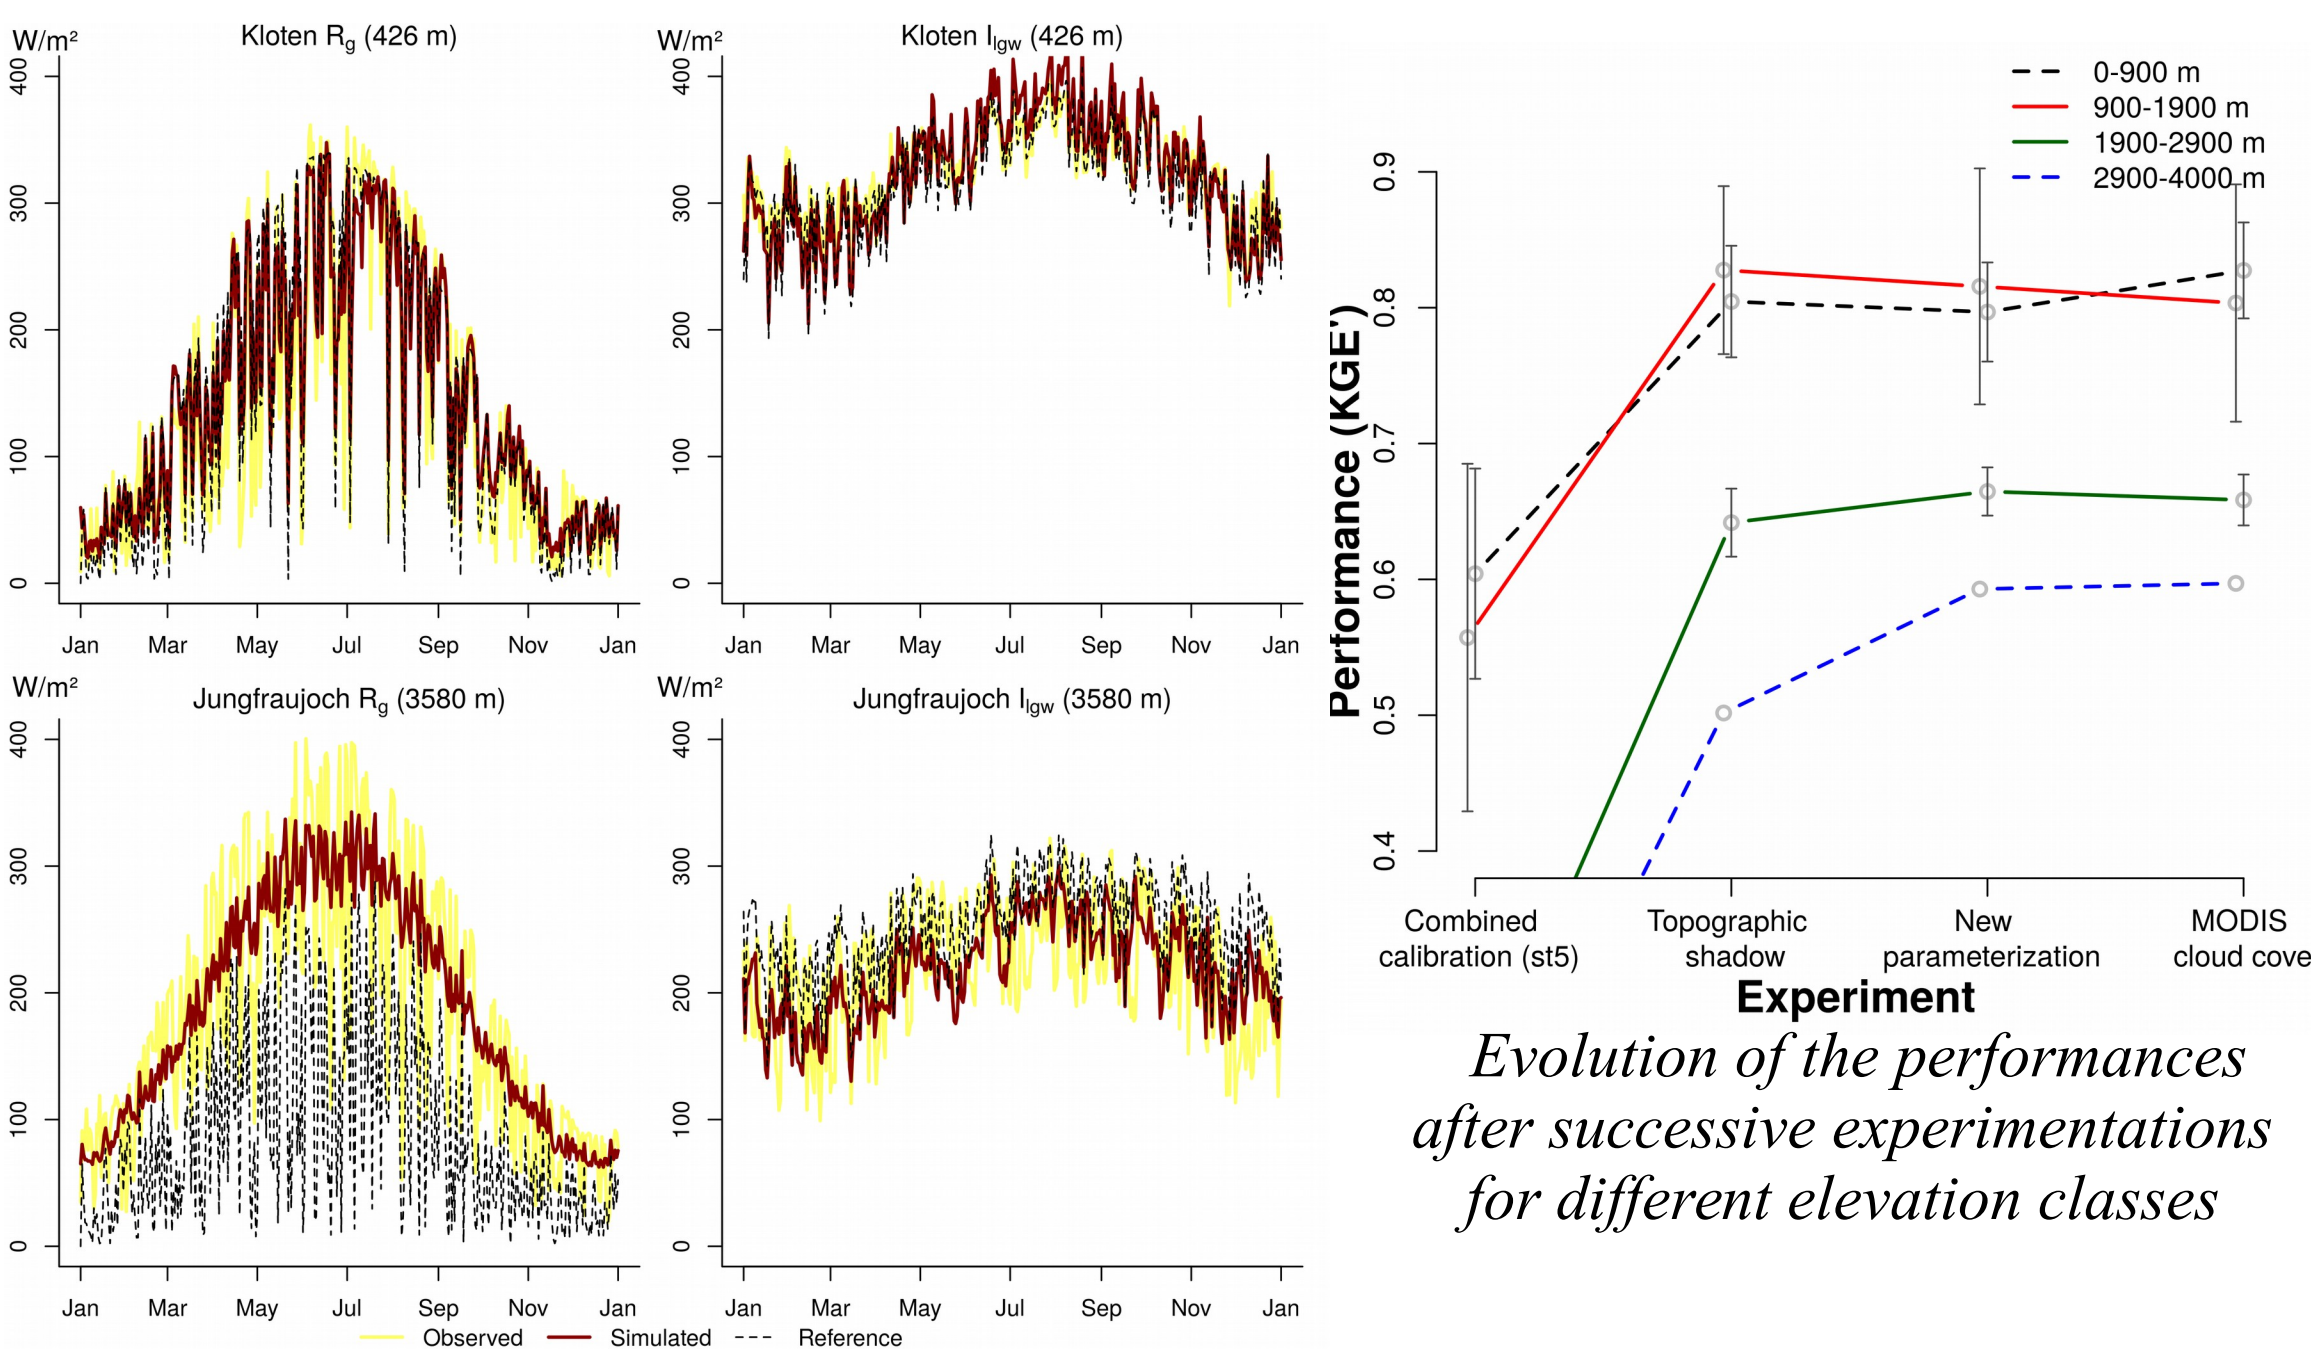 W/m²
Kloten Rg (426 m)
400
300
200
100
0
Jan Mar May Jul Sep Nov Jan
W/m²
Kloten Ilgw (426 m)
400
300
200
100
0
Jan Mar May Jul Sep Nov Jan
W/m²
Jungfraujoch Rg (3580 m)
400
300
200
100
0
Jan Mar May Jul Sep Nov Jan
W/m²
Jungfraujoch Ilgw (3580 m)
400
300
200
100
0
Jan Mar May Jul Sep Nov Jan
Observed Simulated Reference
0-900 m
900-1900 m
1900-2900 m
2900-4000 m
Performance (KGE')
0.9
0.8
0.7
0.6
0.5
0.4
Combined Topographic New MODIS
calibration (st5) shadow parameterization cloud cove
Experiment
Evolution of the performances
after successive experimentations
for different elevation classes